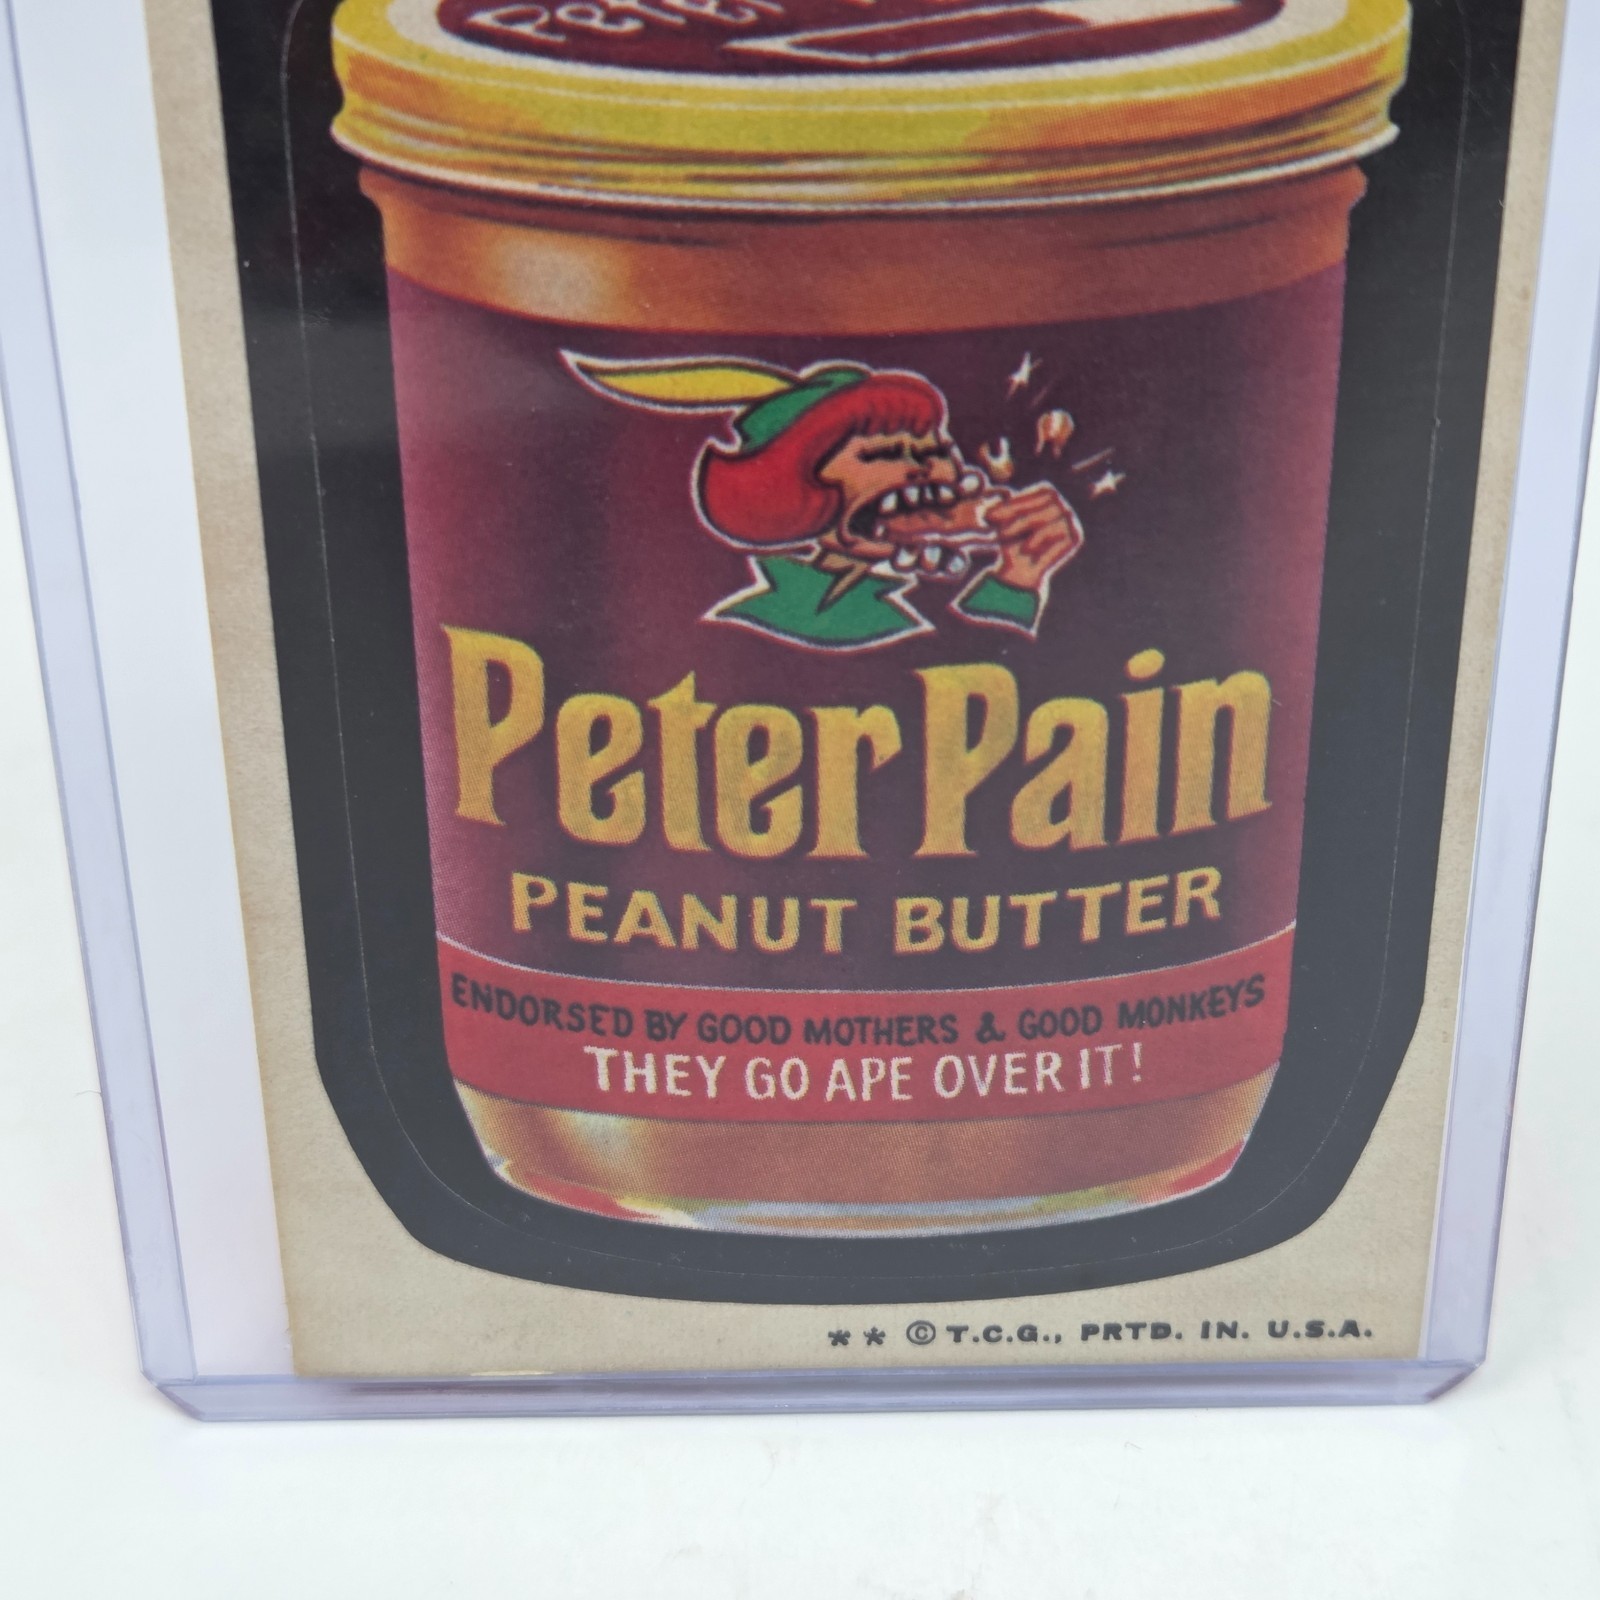 Peter Pain
PEANUT BUTTER
ENDORSED BY GOOD MOTHERS & GOOD MONKEYS
THEY GO APE OVER IT!
** © T.C.G., PRTD. IN. U.S.A.